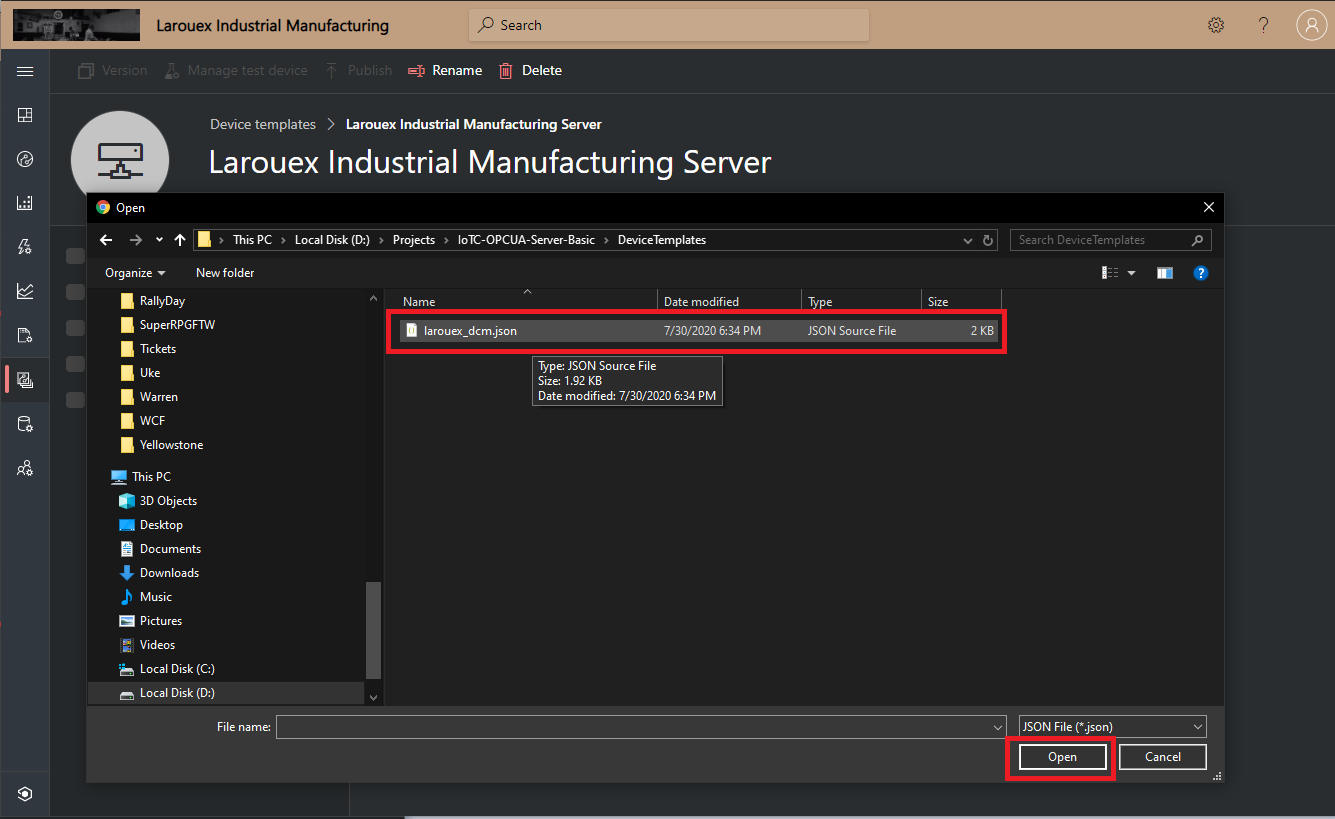 Larouex Industrial Manufacturing
Search
?
Version
Manage test device
Publish
Rename
Delete
Device templates > Larouex Industrial Manufacturing Server
Larouex Industrial Manufacturing Server
Open
This PC > Local Disk (D:) > Projects > IoTC-OPCUA-Server-Basic > DeviceTemplates
Search DeviceTemplates
Organize
New folder
?
RallyDay
SuperRPGFTW
Tickets
Uke
Warren
WCF
Yellowstone
This PC
3D Objects
Desktop
Documents
Downloads
Music
Pictures
Videos
Local Disk (C:)
Local Disk (D:)
Name Date modified Type Size
larouex_dcm.json 7/30/2020 6:34 PM JSON Source File 2 KB
Type: JSON Source File
Size: 1.92 KB
Date modified: 7/30/2020 6:34 PM
File name:
JSON File (*.json)
Open
Cancel